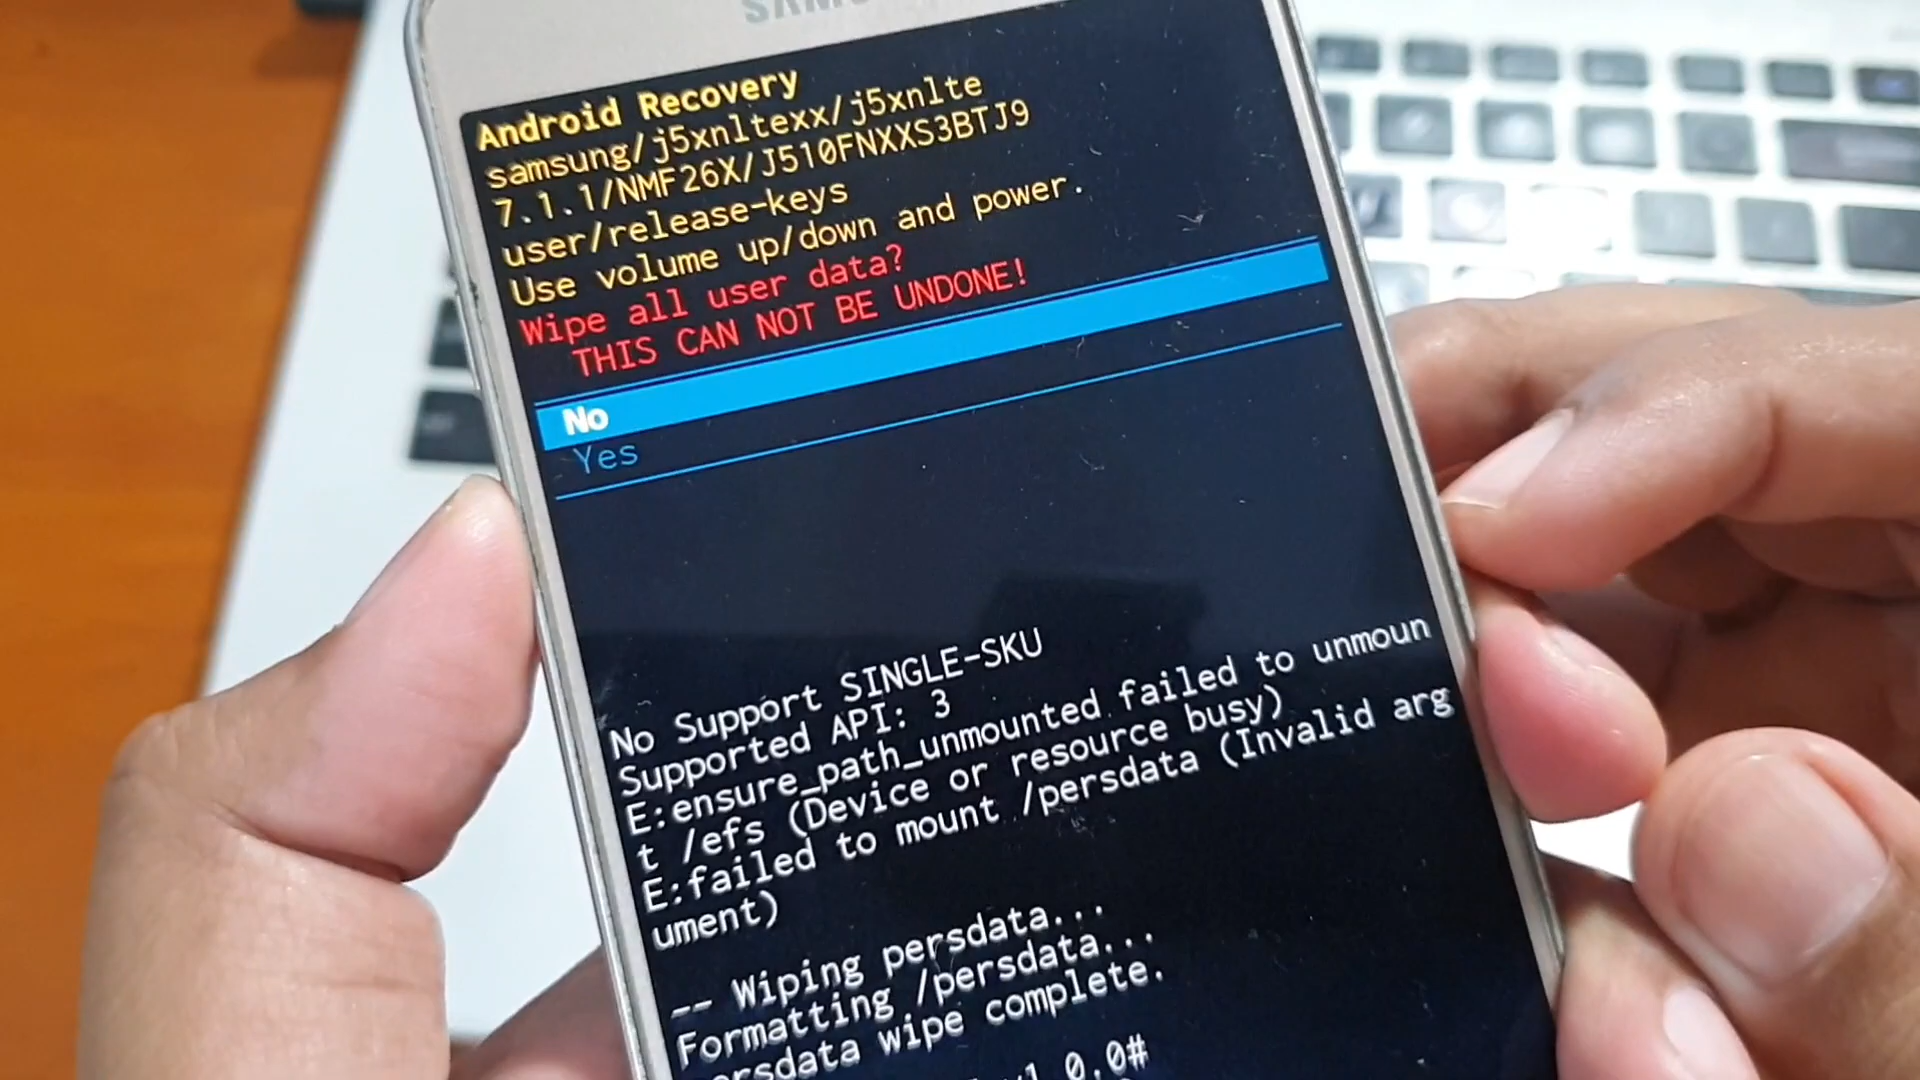 Android Recovery
samsung/j5xnltexx/j5xnlte
7.1.1/NMF26X/J510FNXXS3BTJ9
user/release-keys
Use volume up/down and power.
Wipe all user data?
THIS CAN NOT BE UNDONE!
No
Yes
No Support SINGLE-SKU
Supported API: 3
E:ensure_path_unmounted failed to unmoun
t /efs (Device or resource busy)
E:failed to mount /persdata (Invalid arg
ument)
-- Wiping persdata...
Formatting /persdata...
wipe complete.